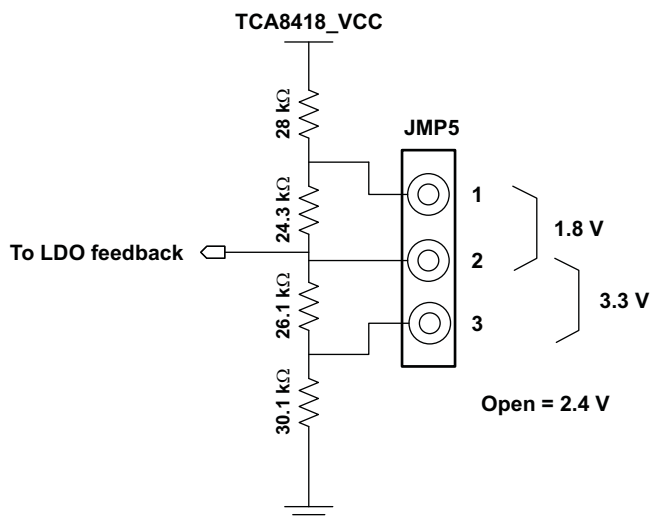 TCA8418_VCC
28 kΩ
JMP5
24.3 kΩ
1
1.8 V
To LDO feedback
2
26.1 kΩ
3.3 V
3
30.1 kΩ
Open = 2.4 V